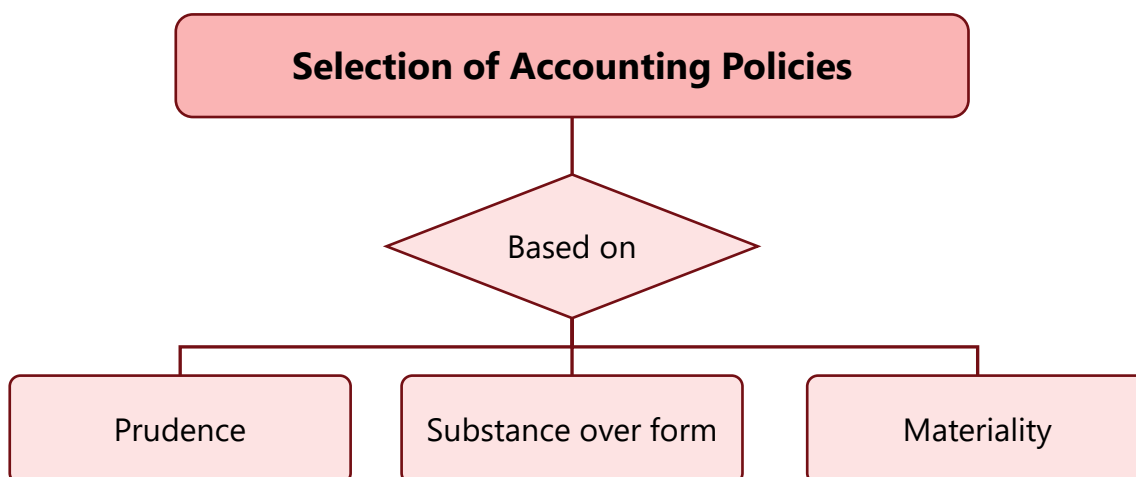 Selection of Accounting Policies
Based on
Prudence
Substance over form
Materiality